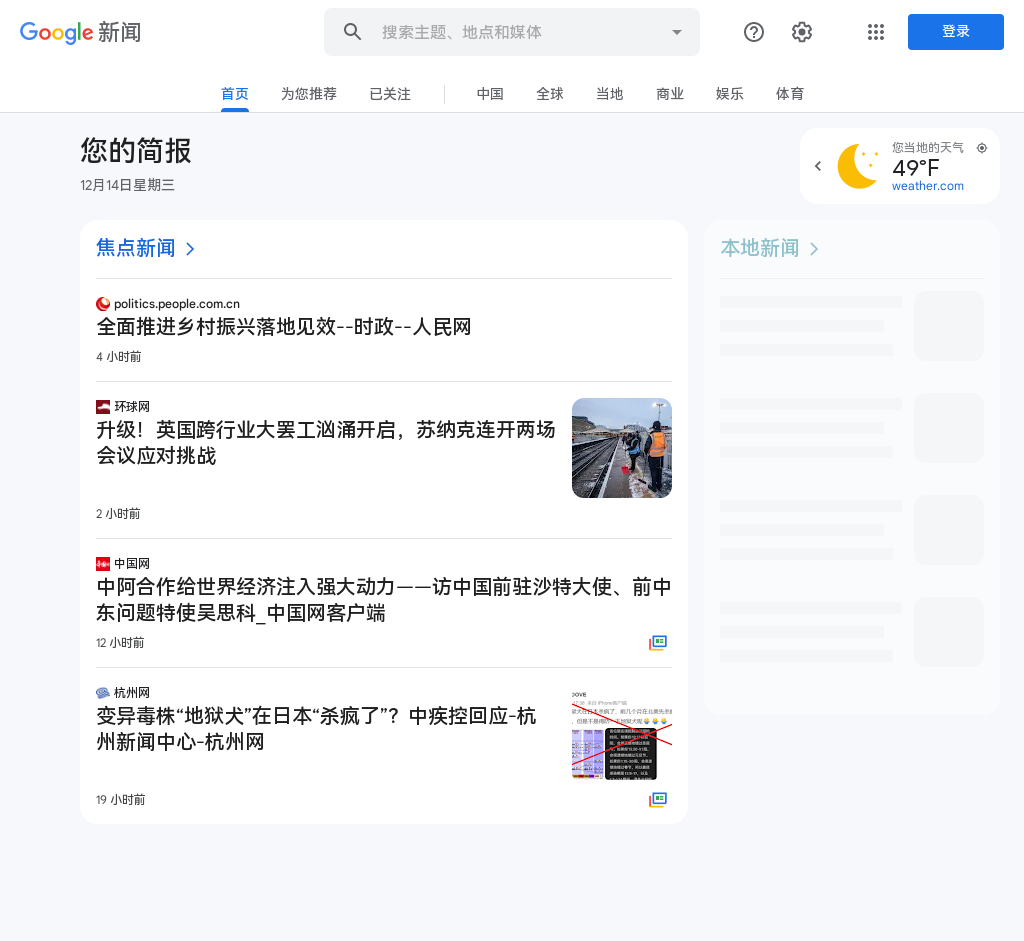 Google 新闻
搜索主题、地点和媒体
登录
首页
为您推荐
已关注
中国
全球
当地
商业
娱乐
体育
您的简报
12月14日星期三
您当地的天气
49°F
weather.com
焦点新闻
本地新闻
politics.people.com.cn
全面推进乡村振兴落地见效--时政--人民网
4 小时前
环球网
升级！英国跨行业大罢工汹涌开启，苏纳克连开两场
会议应对挑战
2 小时前
中国网
中阿合作给世界经济注入强大动力——访中国前驻沙特大使、前中
东问题特使吴思科_中国网客户端
12 小时前
杭州网
变异毒株“地狱犬”在日本“杀疯了”？中疾控回应-杭
州新闻中心-杭州网
19 小时前